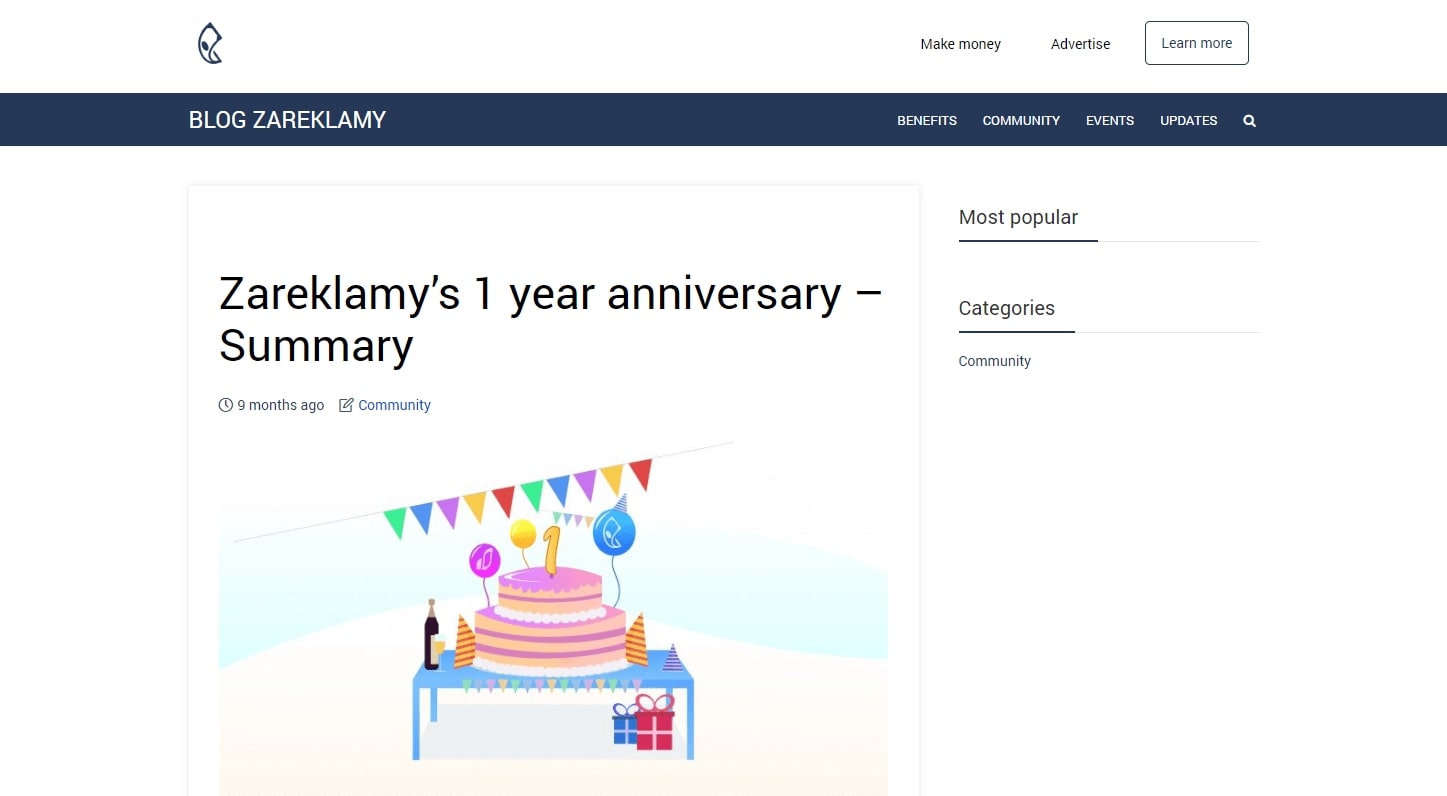 Make money
Advertise
Learn more
BLOG ZAREKLAMY
BENEFITS
COMMUNITY
EVENTS
UPDATES
Zareklamy’s 1 year anniversary –
Summary
9 months ago
Community
1
Most popular
Categories
Community